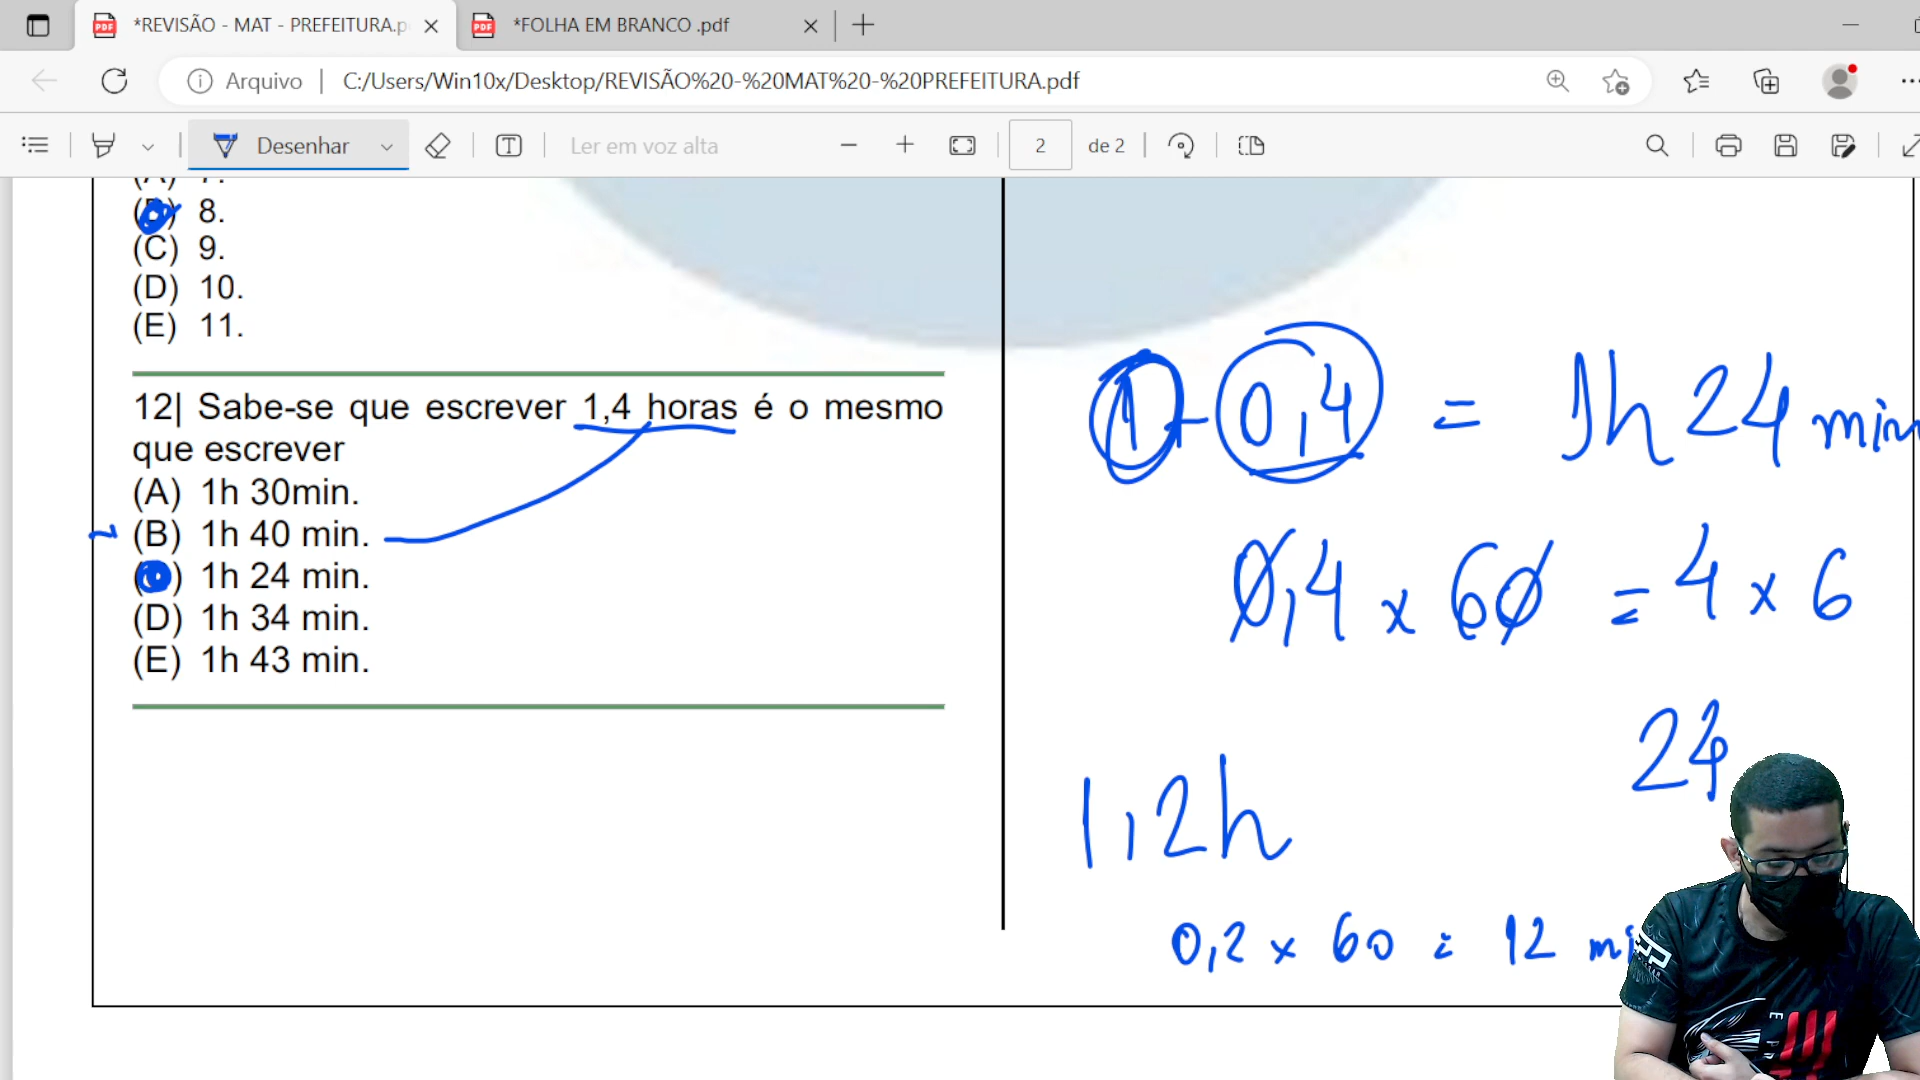 *REVISÃO - MAT - PREFEITURA.p
*FOLHA EM BRANCO .pdf
Arquivo
C:/Users/Win10x/Desktop/REVISÃO%20-%20MAT%20-%20PREFEITURA.pdf
Desenhar
Ler em voz alta
2
de 2
8.
(C) 9.
(D) 10.
(E) 11.
12| Sabe-se que escrever 1,4 horas é o mesmo
que escrever
(A) 1h 30min.
(B) 1h 40 min.
1h 24 min.
(D) 1h 34 min.
(E) 1h 43 min.
1 + 0,4 = 1h 24 min
0,4 x 60 = 4 x 6
24
1,2h
0,2 x 60 = 12 mi